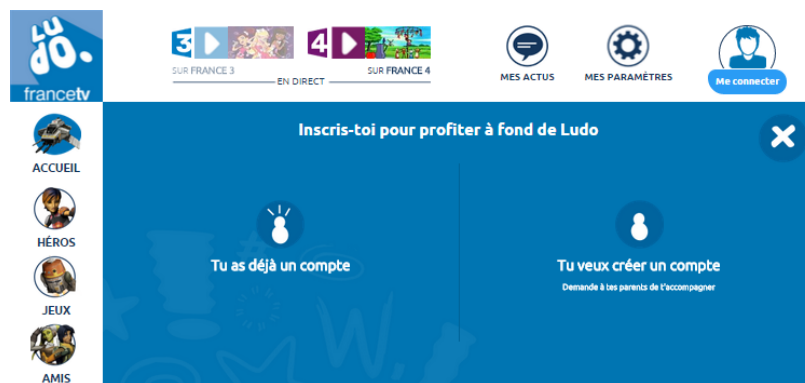 LUDO.
francetv
3
4
SUR FRANCE 3
SUR FRANCE 4
EN DIRECT
MES ACTUS
MES PARAMÈTRES
Me connecter
ACCUEIL
HÉROS
JEUX
AMIS
Inscris-toi pour profiter à fond de Ludo
Tu as déjà un compte
Tu veux créer un compte
Demande à tes parents de t'accompagner